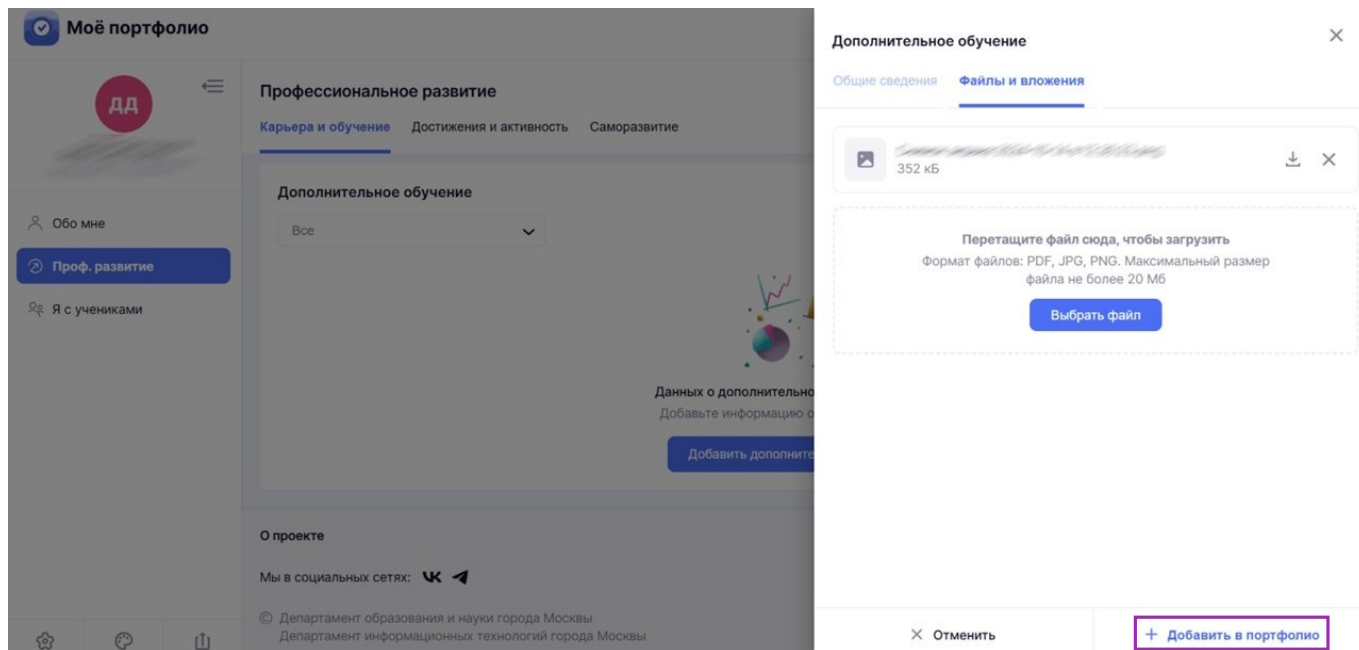 Моё портфолио
ДД
Обо мне
Проф. развитие
Я с учениками
Профессиональное развитие
Карьера и обучение Достижения и активность Саморазвитие
Дополнительное обучение
Все
Данных о дополнительно
Добавьте информацию о
Добавить дополните
О проекте
Мы в социальных сетях:
© Департамент образования и науки города Москвы
Департамент информационных технологий города Москвы
Дополнительное обучение
Общие сведения Файлы и вложения
352 кБ
Перетащите файл сюда, чтобы загрузить
Формат файлов: PDF, JPG, PNG. Максимальный размер
файла не более 20 Мб
Выбрать файл
Отменить
+ Добавить в портфолио